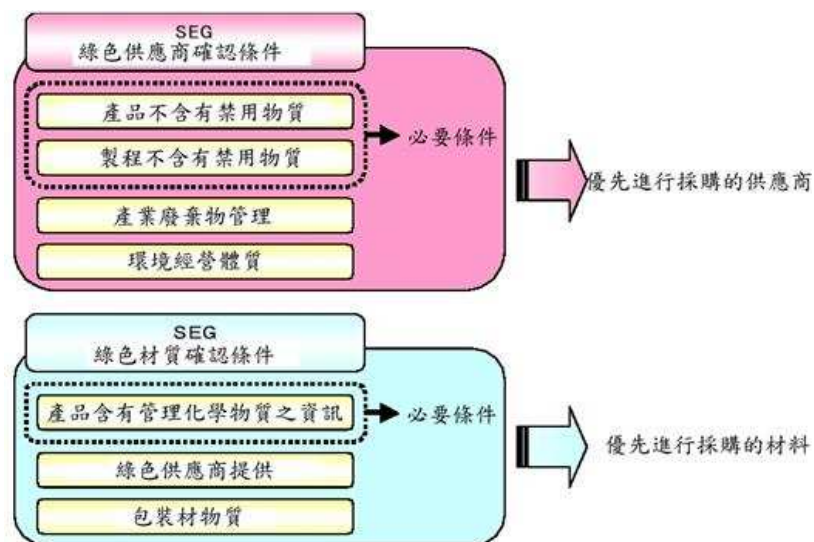 SEG
綠色供應商確認條件
產品不含有禁用物質
製程不含有禁用物質
必要條件
產業廢棄物管理
環境經營體質
優先進行採購的供應商
SEG
綠色材質確認條件
產品含有管理化學物質之資訊
必要條件
綠色供應商提供
包裝材物質
優先進行採購的材料